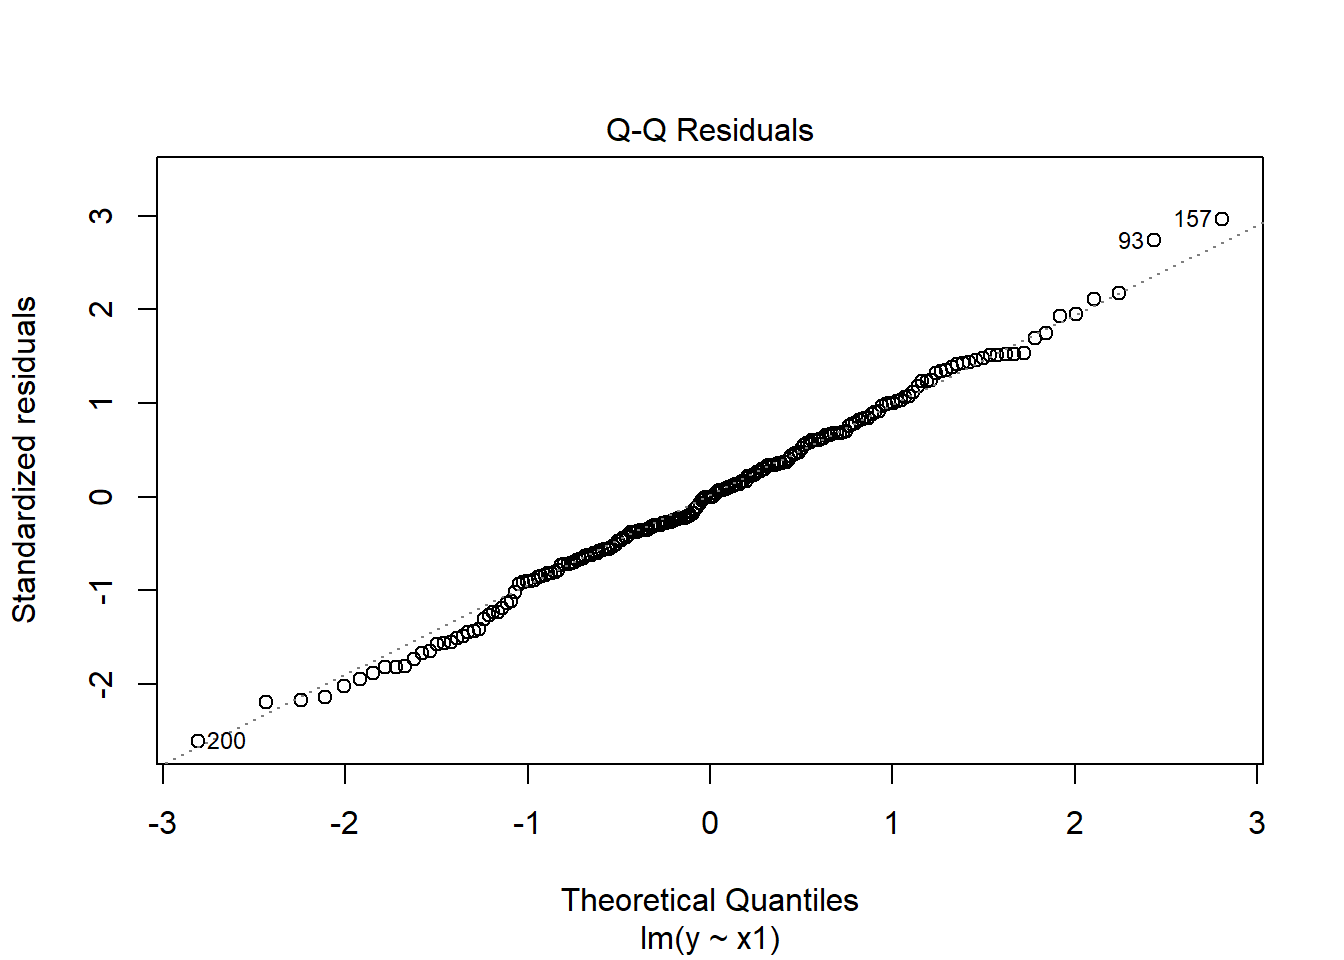 Q-Q Residuals
Standardized residuals
3
2
1
0
-1
-2
157
93
200
-3 -2 -1 0 1 2 3
Theoretical Quantiles
lm(y ~ x1)